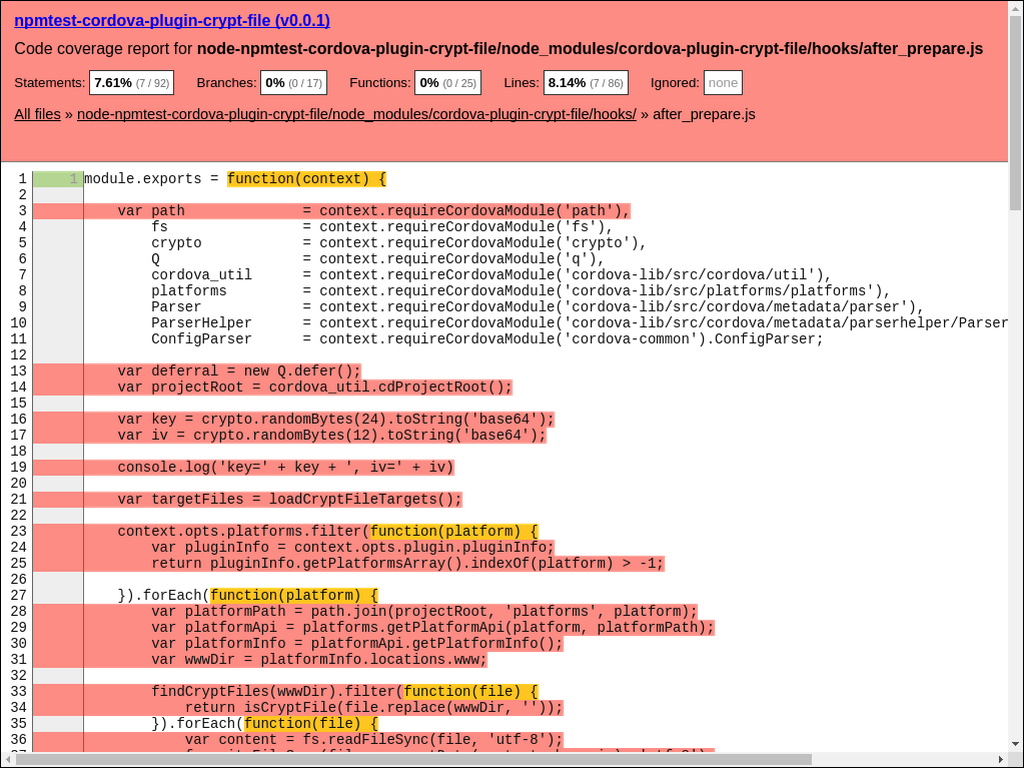 npmtest-cordova-plugin-crypt-file (v0.0.1)
Code coverage report for node-npmtest-cordova-plugin-crypt-file/node_modules/cordova-plugin-crypt-file/hooks/after_prepare.js
Statements: 7.61% (7 / 92) Branches: 0% (0 / 17) Functions: 0% (0 / 25) Lines: 8.14% (7 / 86) Ignored: none
All files » node-npmtest-cordova-plugin-crypt-file/node_modules/cordova-plugin-crypt-file/hooks/ » after_prepare.js
1 1 module.exports = function(context) {
2
3     var path              = context.requireCordovaModule('path'),
4         fs                = context.requireCordovaModule('fs'),
5         crypto            = context.requireCordovaModule('crypto'),
6         Q                 = context.requireCordovaModule('q'),
7         cordova_util      = context.requireCordovaModule('cordova-lib/src/cordova/util'),
8         platforms         = context.requireCordovaModule('cordova-lib/src/platforms/platforms'),
9         Parser            = context.requireCordovaModule('cordova-lib/src/cordova/metadata/parser'),
10         ParserHelper      = context.requireCordovaModule('cordova-lib/src/cordova/metadata/parserhelper/Parser
11         ConfigParser      = context.requireCordovaModule('cordova-common').ConfigParser;
12
13     var deferral = new Q.defer();
14     var projectRoot = cordova_util.cdProjectRoot();
15
16     var key = crypto.randomBytes(24).toString('base64');
17     var iv = crypto.randomBytes(12).toString('base64');
18
19     console.log('key=' + key + ', iv=' + iv)
20
21     var targetFiles = loadCryptFileTargets();
22
23     context.opts.platforms.filter(function(platform) {
24         var pluginInfo = context.opts.plugin.pluginInfo;
25         return pluginInfo.getPlatformsArray().indexOf(platform) > -1;
26
27     }).forEach(function(platform) {
28         var platformPath = path.join(projectRoot, 'platforms', platform);
29         var platformApi = platforms.getPlatformApi(platform, platformPath);
30         var platformInfo = platformApi.getPlatformInfo();
31         var wwwDir = platformInfo.locations.www;
32
33         findCryptFiles(wwwDir).filter(function(file) {
34             return isCryptFile(file.replace(wwwDir, ''));
35         }).forEach(function(file) {
36             var content = fs.readFileSync(file, 'utf-8');